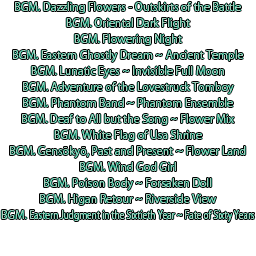 BGM. Dazzling Flowers - Outskirts of the Battle
BGM. Oriental Dark Flight
BGM. Flowering Night
BGM. Eastern Ghostly Dream ~ Ancient Temple
BGM. Lunatic Eyes ~ Invisible Full Moon
BGM. Adventure of the Lovestruck Tomboy
BGM. Phantom Band ~ Phantom Ensemble
BGM. Deaf to All but the Song ~ Flower Mix
BGM. White Flag of Usa Shrine
BGM. Gensōkyō, Past and Present ~ Flower Land
BGM. Wind God Girl
BGM. Poison Body ~ Forsaken Doll
BGM. Higan Retour ~ Riverside View
BGM. Eastern Judgment in the Sixtieth Year ~ Fate of Sixty Years